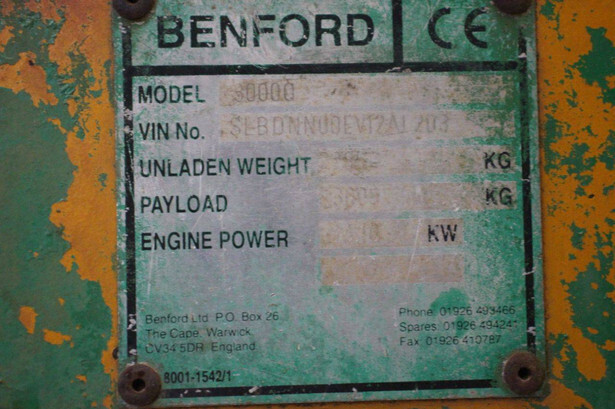 BENFORD CE
MODEL
VIN No.
UNLADEN WEIGHT KG
PAYLOAD KG
ENGINE POWER KW
Benford Ltd. P.O. Box 26 Phone. 01926 493466
The Cape, Warwick. Spares. 01926 494241
CV34 5DR. England Fax. 01926 410787
8001-1542/1